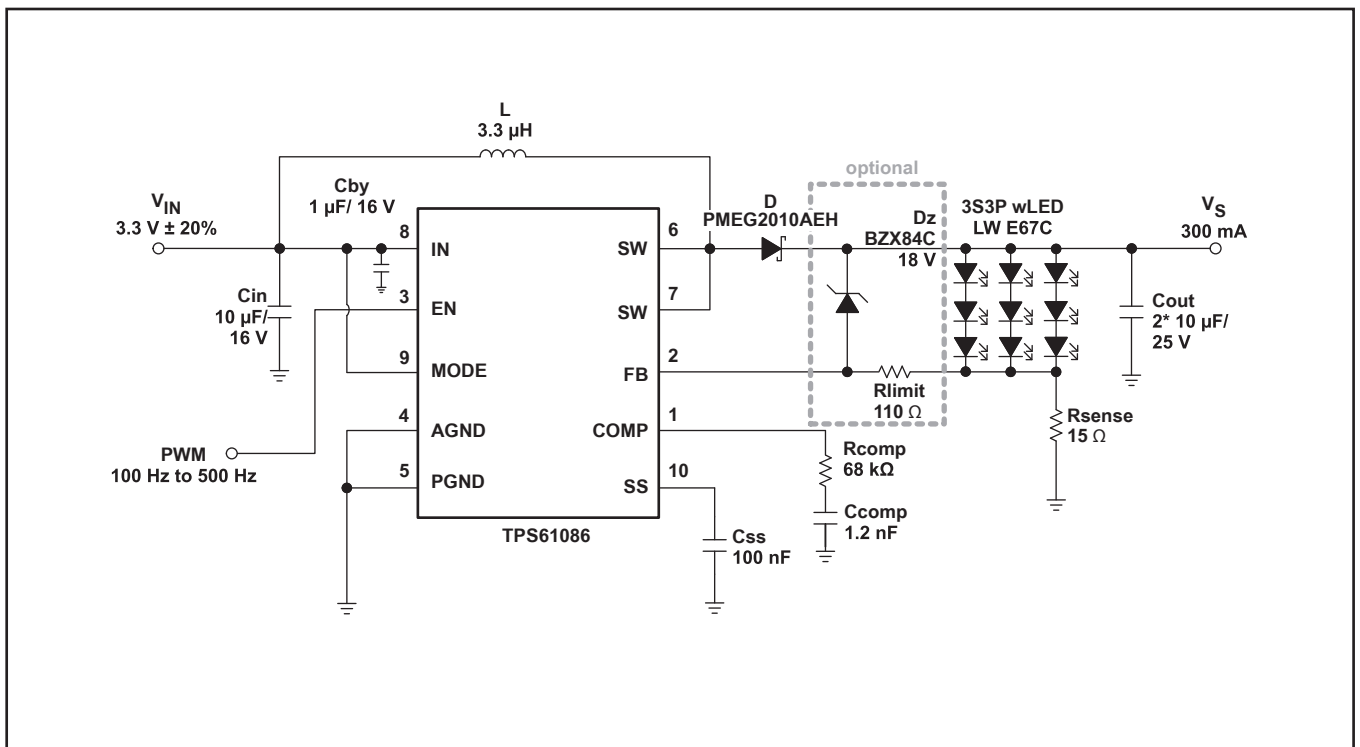 L
3.3 µH
optional
VIN
3.3 V ± 20%
Cby
1 µF/ 16 V
D
PMEG2010AEH
Dz
BZX84C
18 V
3S3P wLED
LW E67C
VS
300 mA
8
IN
SW
6
Cin
10 µF/
16 V
3
EN
SW
7
Cout
2* 10 µF/
25 V
9
MODE
FB
2
Rlimit
110 Ω
4
AGND
COMP
1
Rsense
15 Ω
PWM
100 Hz to 500 Hz
Rcomp
68 kΩ
5
PGND
SS
10
Ccomp
1.2 nF
TPS61086
Css
100 nF